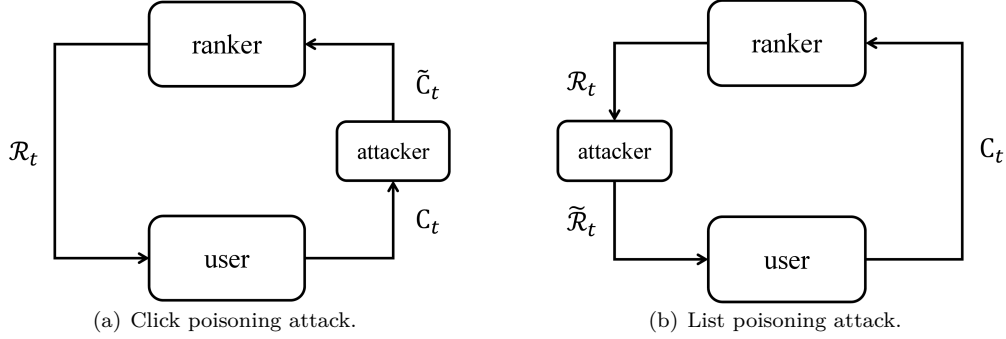 ranker
C̃_t
ℛ_t
attacker
C_t
user
(a) Click poisoning attack.
ranker
ℛ_t
attacker
C_t
ℛ̃_t
user
(b) List poisoning attack.